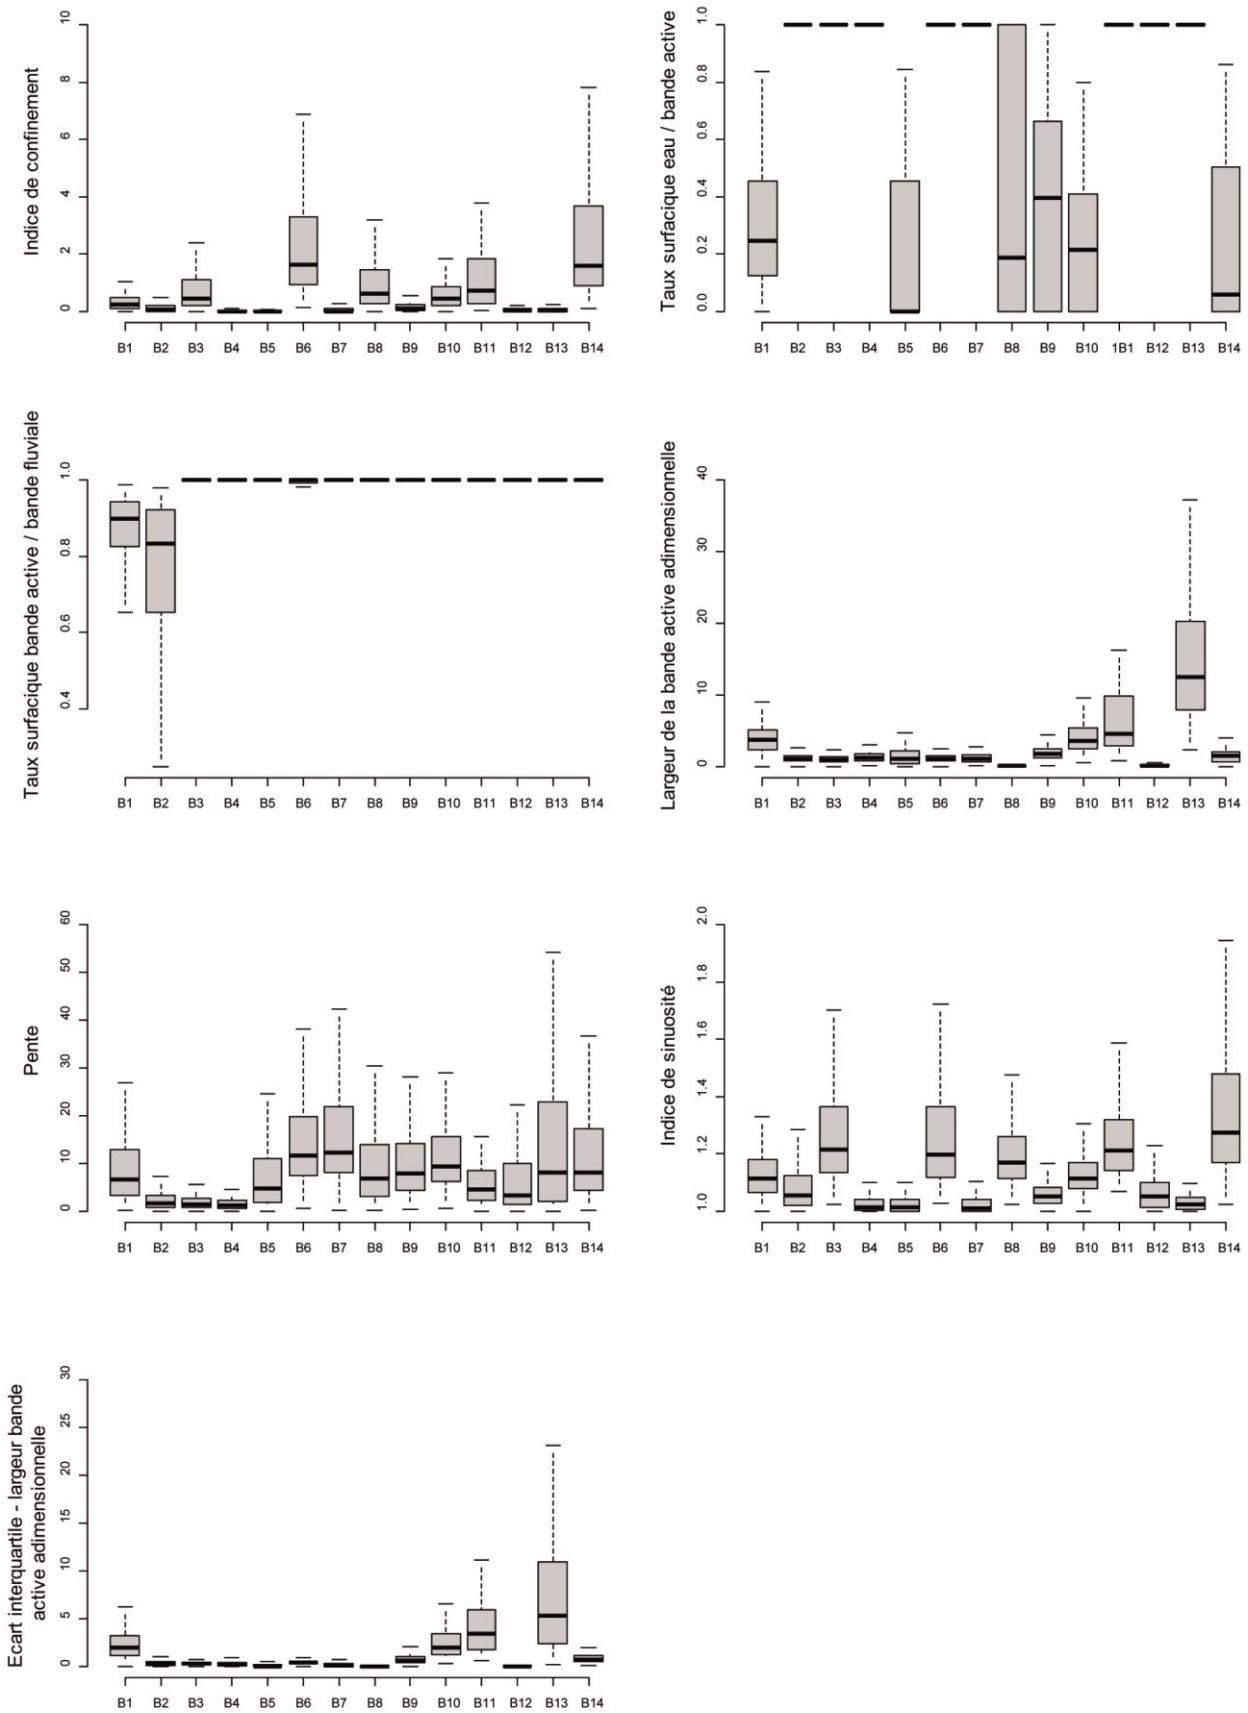 Indice de confinement
10
8
6
4
2
0
B1 B2 B3 B4 B5 B6 B7 B8 B9 B10 B11 B12 B13 B14
Taux surfacique eau / bande active
1.0
0.8
0.6
0.4
0.2
0.0
B1 B2 B3 B4 B5 B6 B7 B8 B9 B10 1B1 B12 B13 B14
Taux surfacique bande active / bande fluviale
1.0
0.8
0.6
0.4
B1 B2 B3 B4 B5 B6 B7 B8 B9 B10 B11 B12 B13 B14
Largeur de la bande active adimensionnelle
40
30
20
10
0
B1 B2 B3 B4 B5 B6 B7 B8 B9 B10 B11 B12 B13 B14
Pente
60
50
40
30
20
10
0
B1 B2 B3 B4 B5 B6 B7 B8 B9 B10 B11 B12 B13 B14
Indice de sinuosité
2.0
1.8
1.6
1.4
1.2
1.0
B1 B2 B3 B4 B5 B6 B7 B8 B9 B10 B11 B12 B13 B14
Ecart interquartile - largeur bande
active adimensionnelle
30
25
20
15
10
5
0
B1 B2 B3 B4 B5 B6 B7 B8 B9 B10 B11 B12 B13 B14